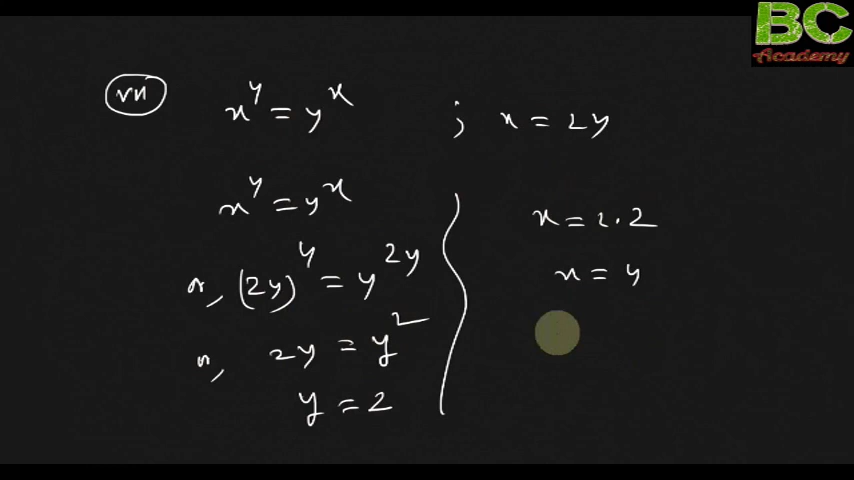 BC
Academy
vii x^y = y^x ; x = 2y
x^y = y^x
or, (2y)^y = y^2y
or, 2y = y^2
y = 2
x = 2.2
x = 4